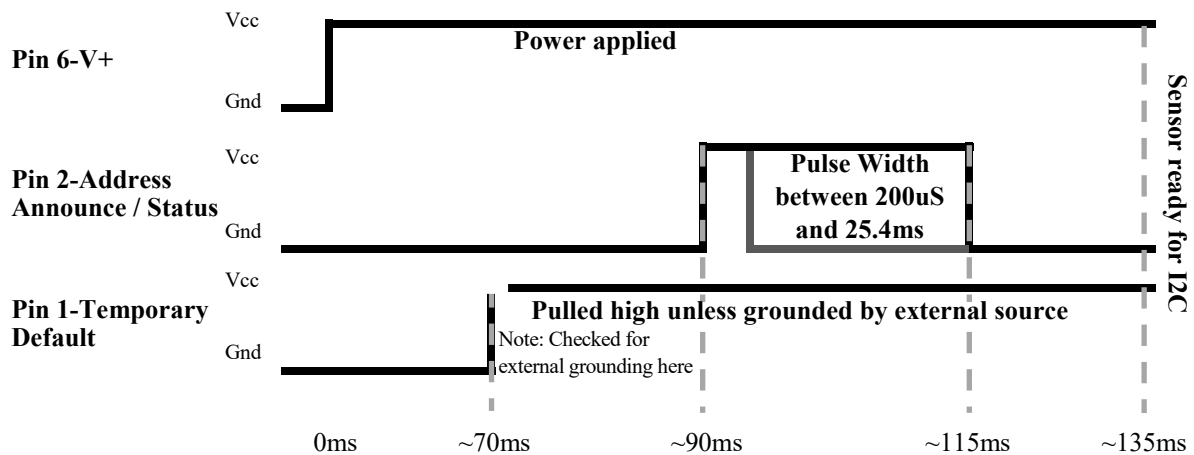 Vcc
Pin 6-V+
Power applied
Gnd
Vcc
Pin 2-Address
Announce / Status
Pulse Width
between 200uS
and 25.4ms
Gnd
Vcc
Pin 1-Temporary
Default
Pulled high unless grounded by external source
Note: Checked for
external grounding here
Gnd
Sensor ready for I2C
0ms
~70ms
~90ms
~115ms
~135ms